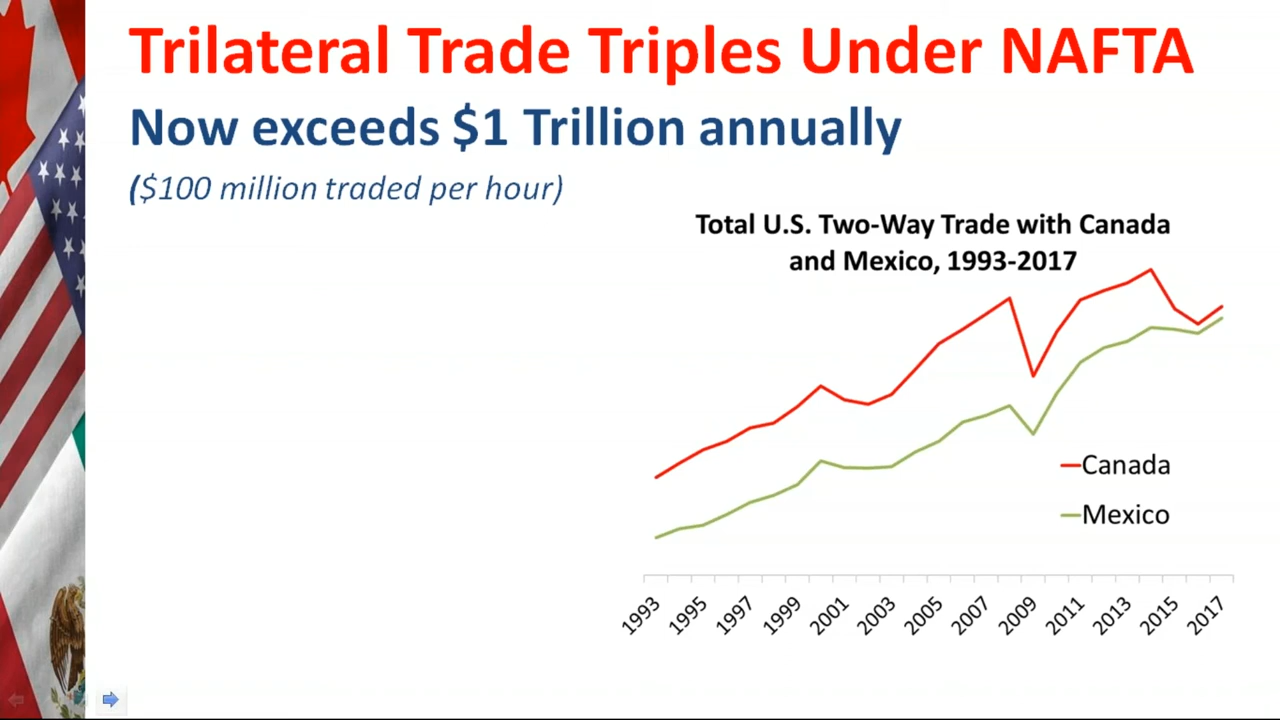 Trilateral Trade Triples Under NAFTA
Now exceeds $1 Trillion annually
($100 million traded per hour)
Total U.S. Two-Way Trade with Canada
and Mexico, 1993-2017
Canada
Mexico
1993 1995 1997 1999 2001 2003 2005 2007 2009 2011 2013 2015 2017